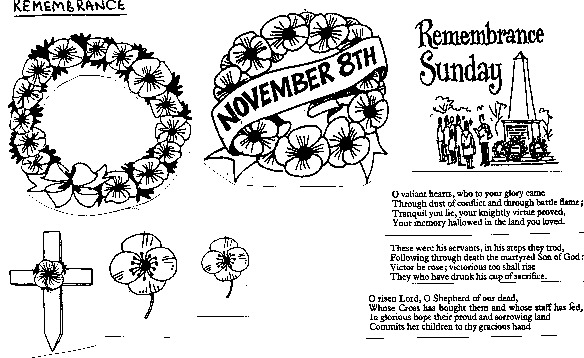 REMEMBRANCE
NOVEMBER 8TH
Remembrance
Sunday
O valiant hearts, who to your glory came
Through dust of conflict and through battle flame;
Tranquil you lie, your knightly virtue proved,
Your memory hallowed in the land you loved.
These were his servants, in his steps they trod,
Following through death the martyred Son of God:
Victor he rose; victorious too shall rise
They who have drunk his cup of sacrifice.
O risen Lord, O Shepherd of our dead,
Whose Cross has bought them and whose staff has led,
In glorious hope their proud and sorrowing land
Commits her children to thy gracious hand